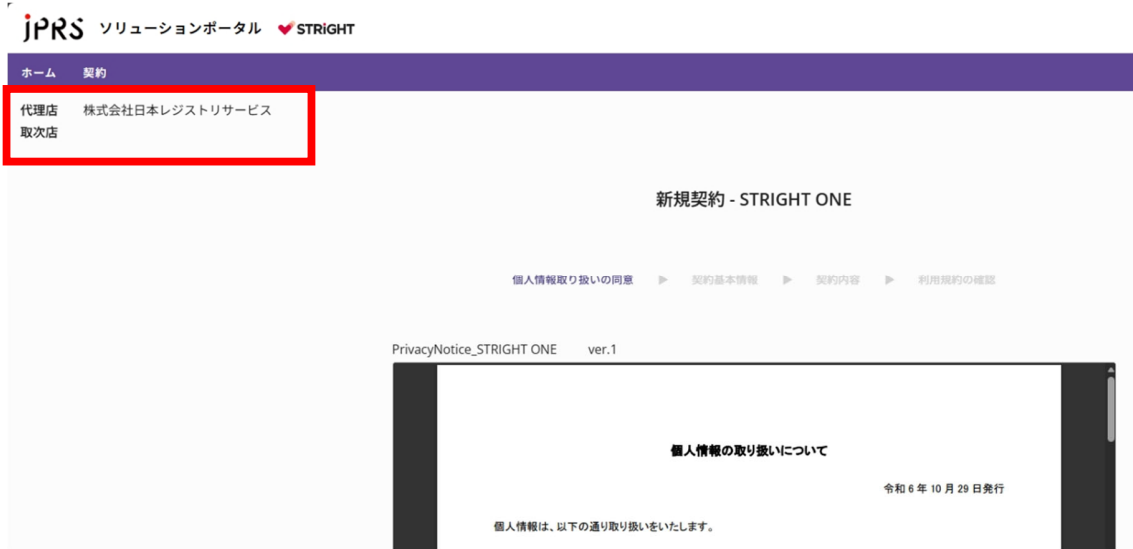 JPRS ソリューションポータル STRiGHT
ホーム 契約
代理店 株式会社日本レジストリサービス
取次店
新規契約 - STRIGHT ONE
個人情報取り扱いの同意 ▶ 契約基本情報 ▶ 契約内容 ▶ 利用規約の確認
PrivacyNotice_STRIGHT ONE ver.1
個人情報の取り扱いについて
令和 6 年 10 月 29 日発行
個人情報は、以下の通り取り扱いをいたします。